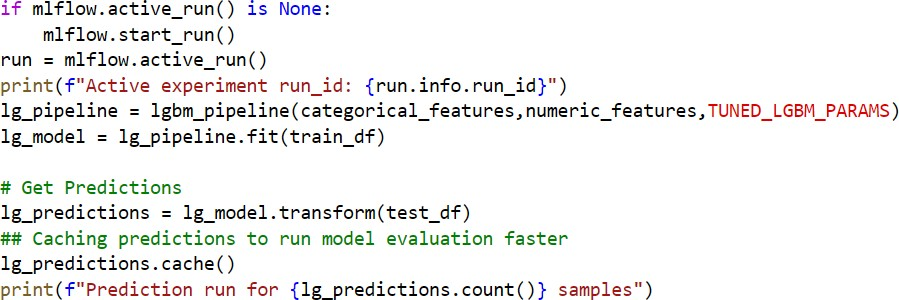 if mlflow.active_run() is None:
    mlflow.start_run()
run = mlflow.active_run()
print(f"Active experiment run_id: {run.info.run_id}")
lg_pipeline = lgbm_pipeline(categorical_features,numeric_features,TUNED_LGBM_PARAMS)
lg_model = lg_pipeline.fit(train_df)

# Get Predictions
lg_predictions = lg_model.transform(test_df)
## Caching predictions to run model evaluation faster
lg_predictions.cache()
print(f"Prediction run for {lg_predictions.count()} samples")